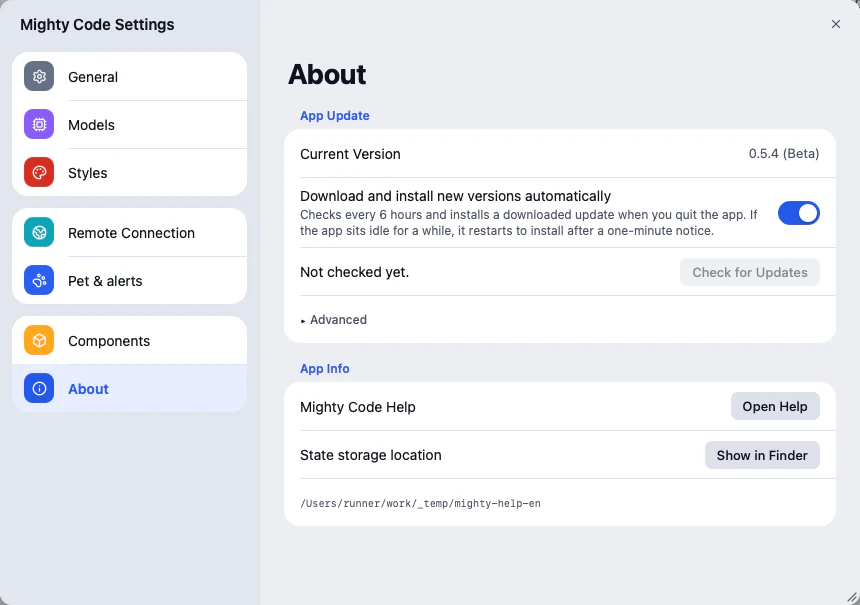 Mighty Code Settings
General
Models
Styles
Remote Connection
Pet & alerts
Components
About
About
App Update
Current Version
0.5.4 (Beta)
Download and install new versions automatically
Checks every 6 hours and installs a downloaded update when you quit the app. If
the app sits idle for a while, it restarts to install after a one-minute notice.
Not checked yet.
Check for Updates
Advanced
App Info
Mighty Code Help
Open Help
State storage location
Show in Finder
/Users/runner/work/_temp/mighty-help-en